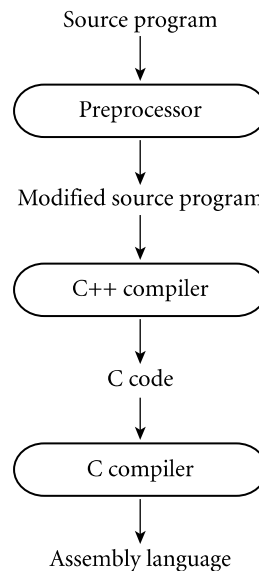 Source program
Preprocessor
Modified source program
C++ compiler
C code
C compiler
Assembly language